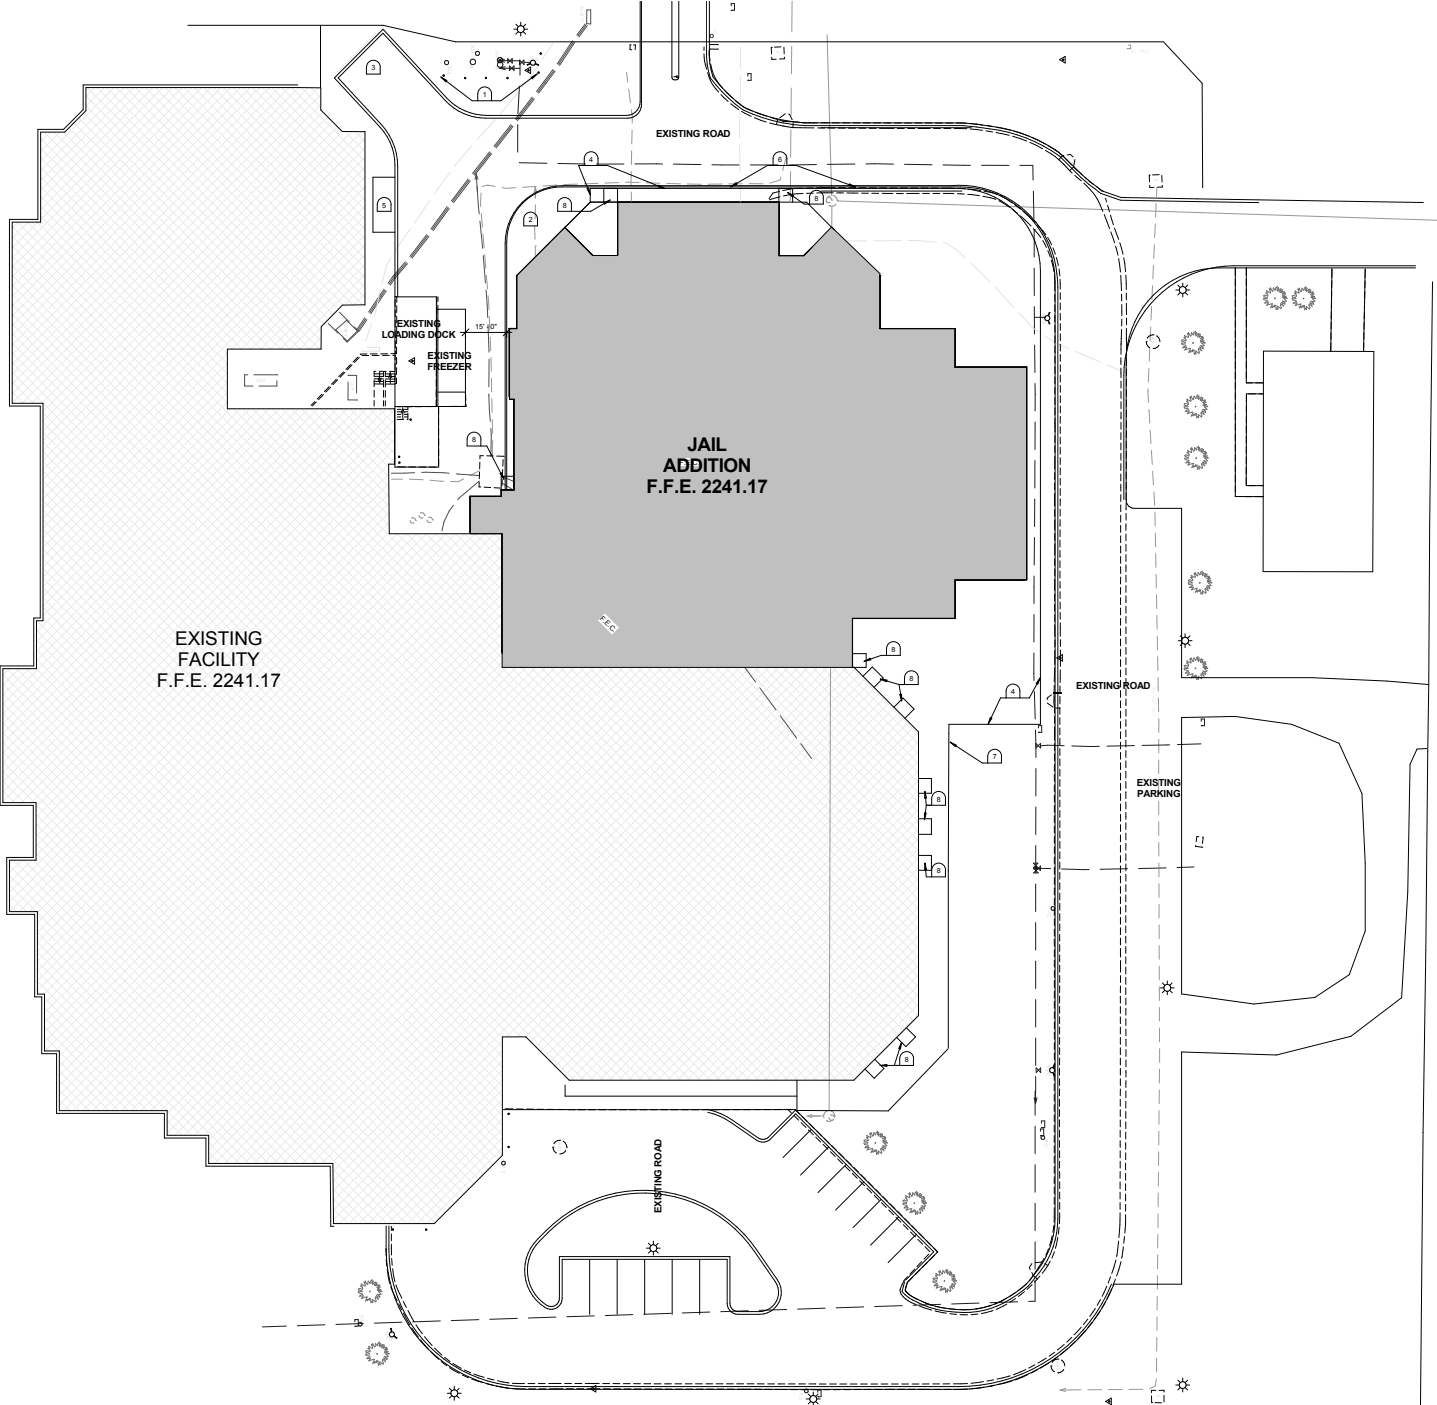 3
1
EXISTING ROAD
4
6
5
8
8
2
EXISTING
LOADING DOCK
15' - 0"
EXISTING
FREEZER
8
JAIL
ADDITION
F.F.E. 2241.17
F.E.C.
EXISTING
FACILITY
F.F.E. 2241.17
8
8
4
EXISTING ROAD
7
EXISTING
PARKING
8
8
8
EXISTING ROAD